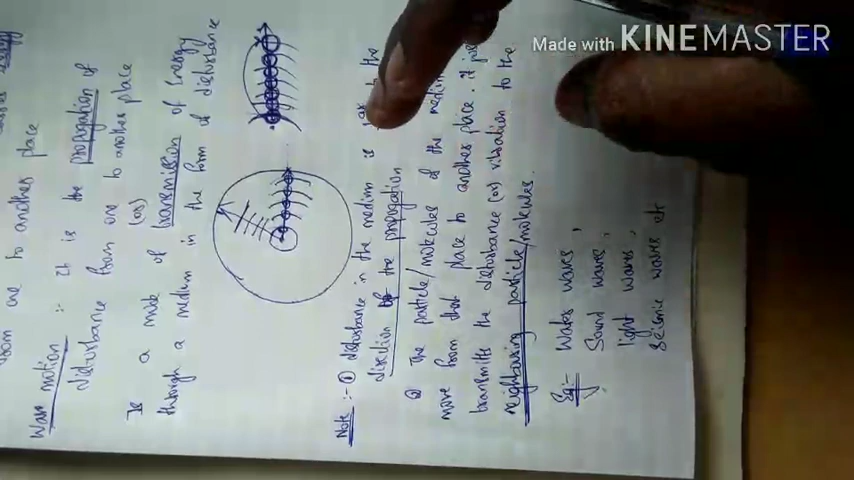 from one to another place
Wave motion :- It is the propagation of
disturbance from one to another place
(or)
Is a mode of transmission of Energy
through a medium in the form of disturbance
Note :- ① disturbance in the medium is the
direction of the propagation
② The particle/molecules of the medium
move from that place to another place. it just
transmits the disturbance (or) vibration to the
neighbouring particle/molecules.
Eg:- Water waves,
Sound waves,
light waves,
Seismic waves etc
Made with KINEMASTER